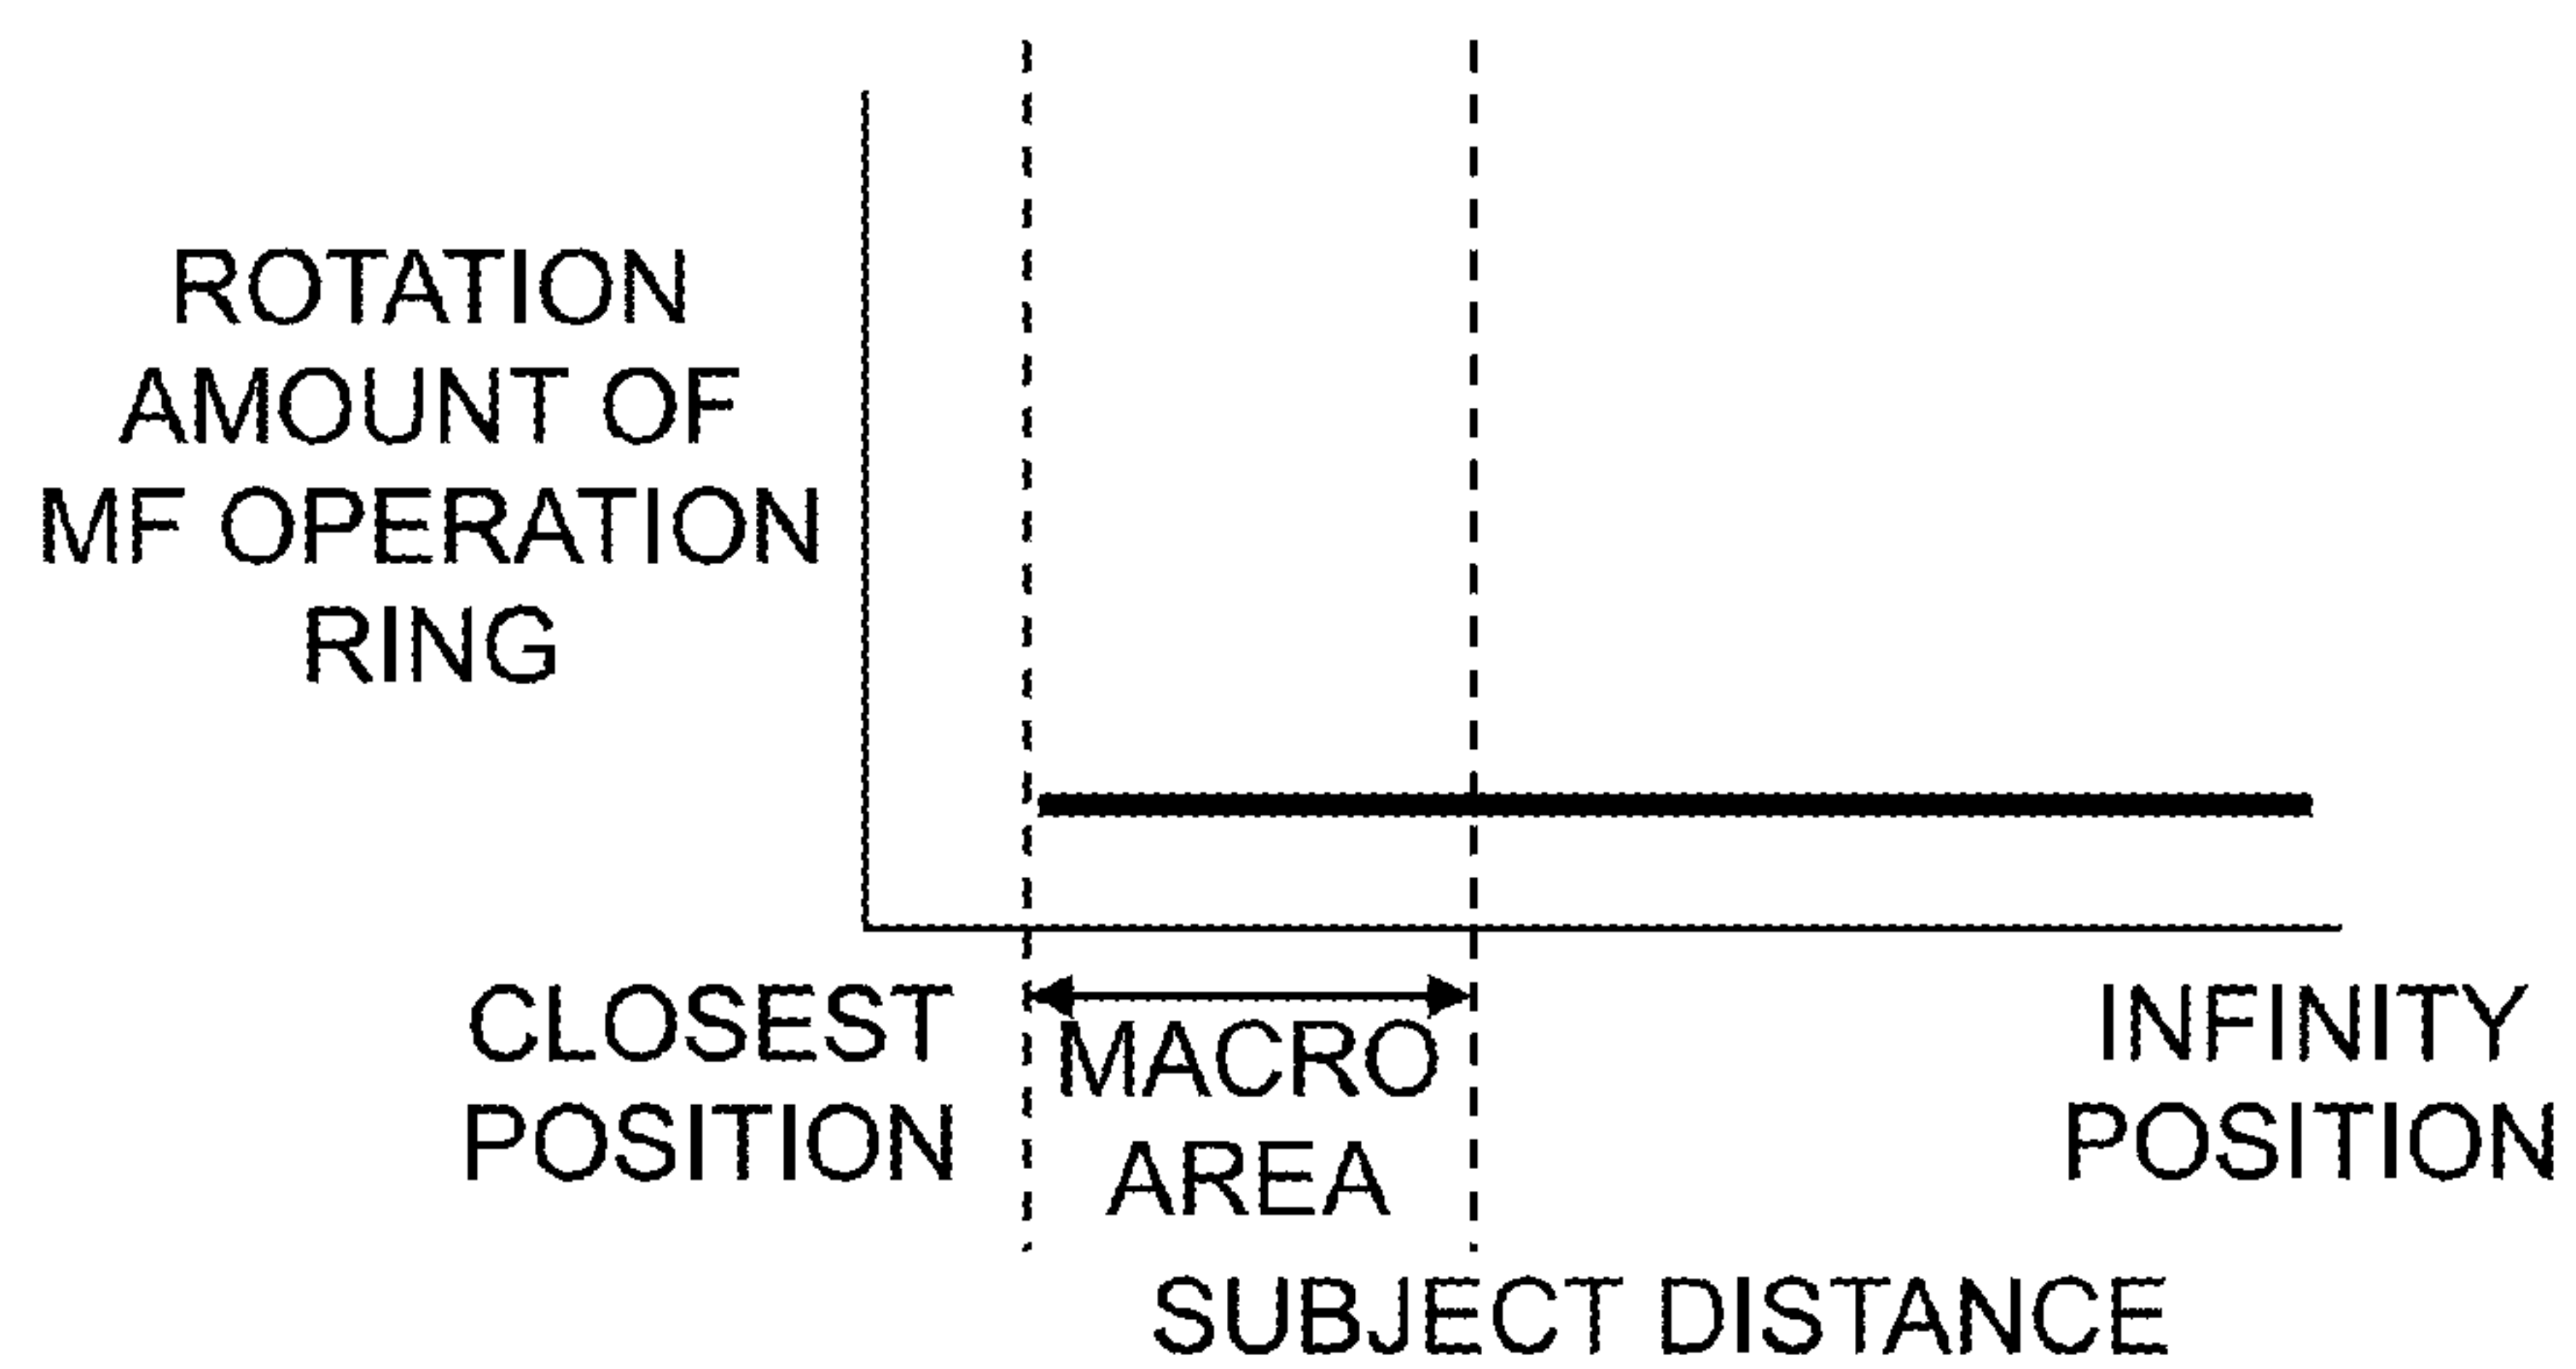 ROTATION
AMOUNT OF
MF OPERATION
RING
CLOSEST
POSITION
MACRO
AREA
INFINITY
POSITION
SUBJECT DISTANCE